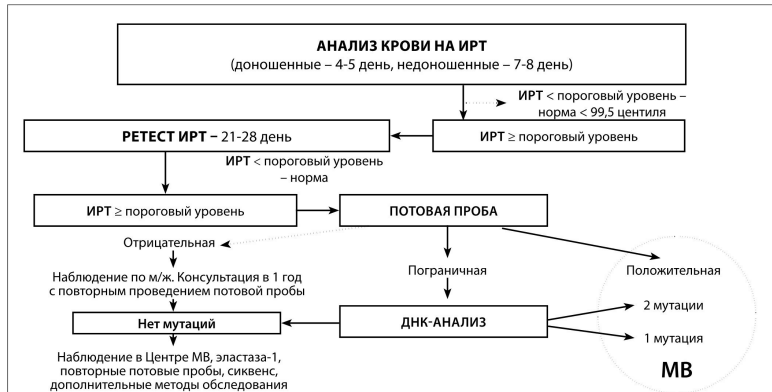 АНАЛИЗ КРОВИ НА ИРТ
(доношенные – 4-5 день, недоношенные – 7-8 день)
ИРТ < пороговый уровень –
норма < 99,5 центиля
РЕТЕСТ ИРТ – 21-28 день
ИРТ ≥ пороговый уровень
ИРТ < пороговый уровень
– норма
ИРТ ≥ пороговый уровень
ПОТОВАЯ ПРОБА
Отрицательная
Пограничная
Положительная
Наблюдение по м/ж. Консультация в 1 год
с повторным проведением потовой пробы
2 мутации
Нет мутаций
ДНК-АНАЛИЗ
1 мутация
Наблюдение в Центре МВ, эластаза-1,
повторные потовые пробы, сиквенс,
дополнительные методы обследования
МВ